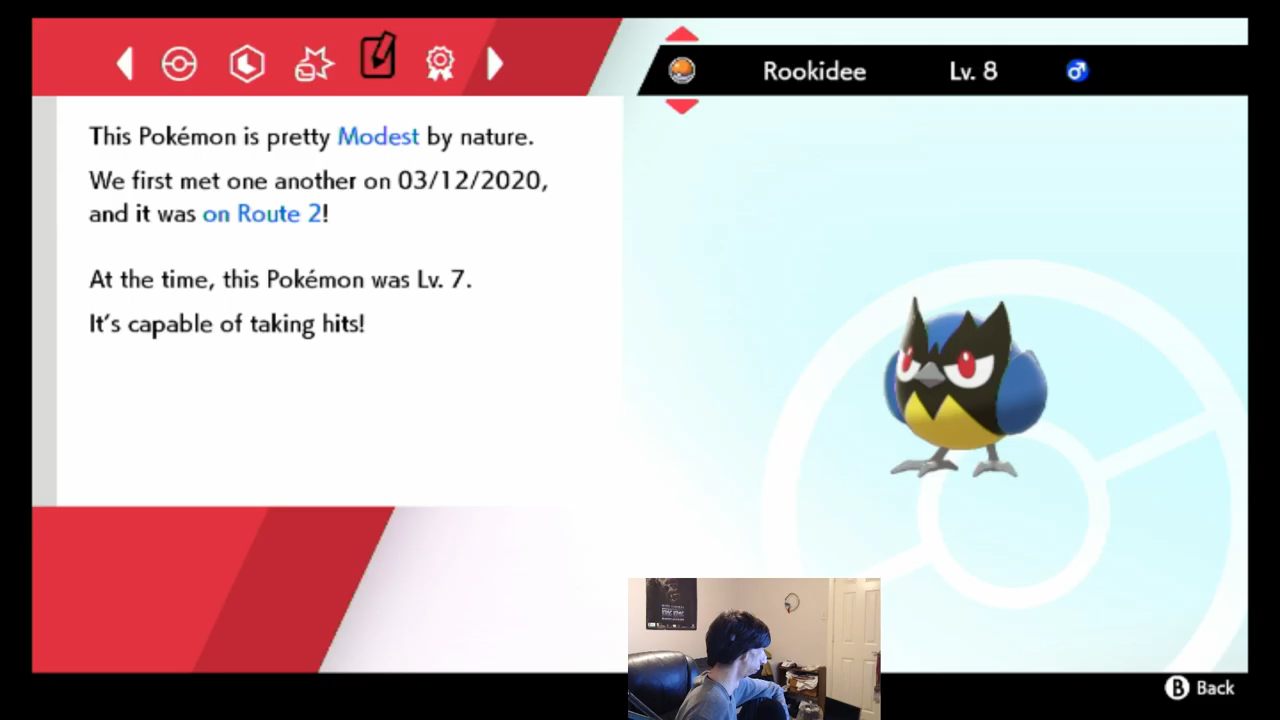 Rookidee Lv. 8
This Pokémon is pretty Modest by nature.
We first met one another on 03/12/2020,
and it was on Route 2!
At the time, this Pokémon was Lv. 7.
It's capable of taking hits!
B Back